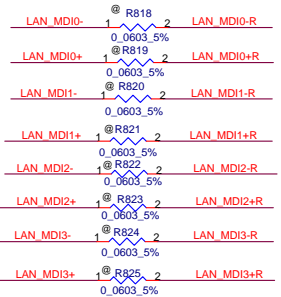 @ R818
LAN_MDI0- 1 2 LAN_MDI0-R
0_0603_5%
LAN_MDI0+ 1 @ R819 2 LAN_MDI0+R
0_0603_5%
LAN_MDI1- 1 @ R820 2 LAN_MDI1-R
0_0603_5%
LAN_MDI1+ 1 @ R821 2 LAN_MDI1+R
0_0603_5%
LAN_MDI2- 1 @ R822 2 LAN_MDI2-R
0_0603_5%
LAN_MDI2+ 1 @ R823 2 LAN_MDI2+R
0_0603_5%
LAN_MDI3- 1 @ R824 2 LAN_MDI3-R
0_0603_5%
LAN_MDI3+ 1 @ R825 2 LAN_MDI3+R
0_0603_5%